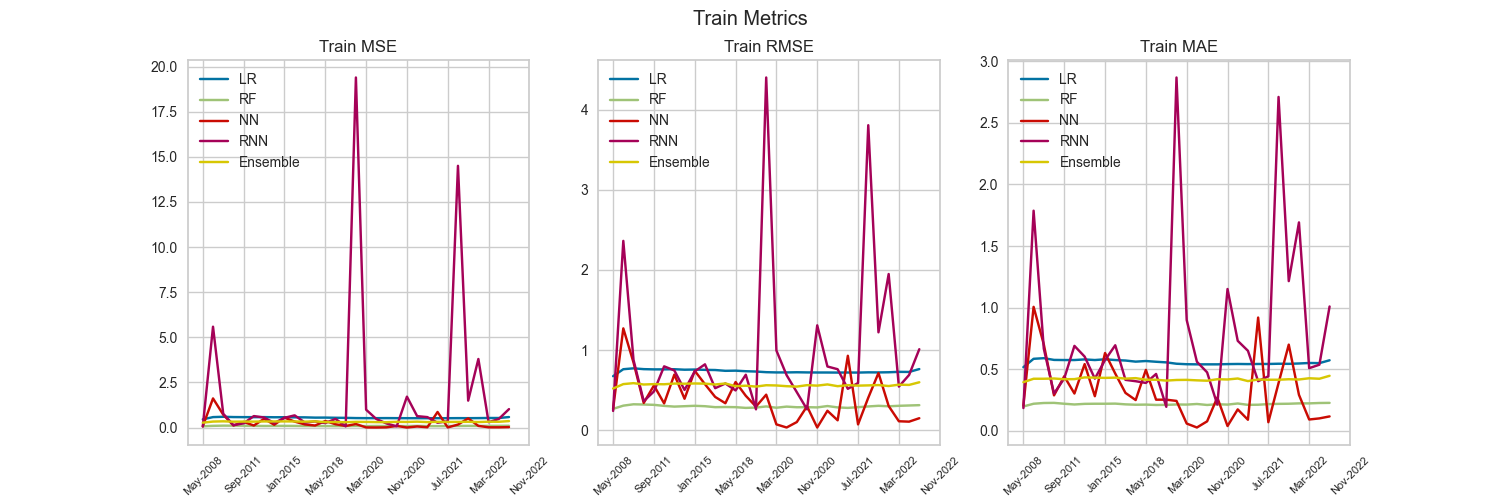 Train Metrics
Train MSE
20.0
17.5
15.0
12.5
10.0
7.5
5.0
2.5
0.0
LR
RF
NN
RNN
Ensemble
May-2008
Sep-2011
Jan-2015
May-2018
Mar-2020
Nov-2020
Jul-2021
Mar-2022
Nov-2022
Train RMSE
4
3
2
1
0
LR
RF
NN
RNN
Ensemble
May-2008
Sep-2011
Jan-2015
May-2018
Mar-2020
Nov-2020
Jul-2021
Mar-2022
Nov-2022
Train MAE
3.0
2.5
2.0
1.5
1.0
0.5
0.0
LR
RF
NN
RNN
Ensemble
May-2008
Sep-2011
Jan-2015
May-2018
Mar-2020
Nov-2020
Jul-2021
Mar-2022
Nov-2022